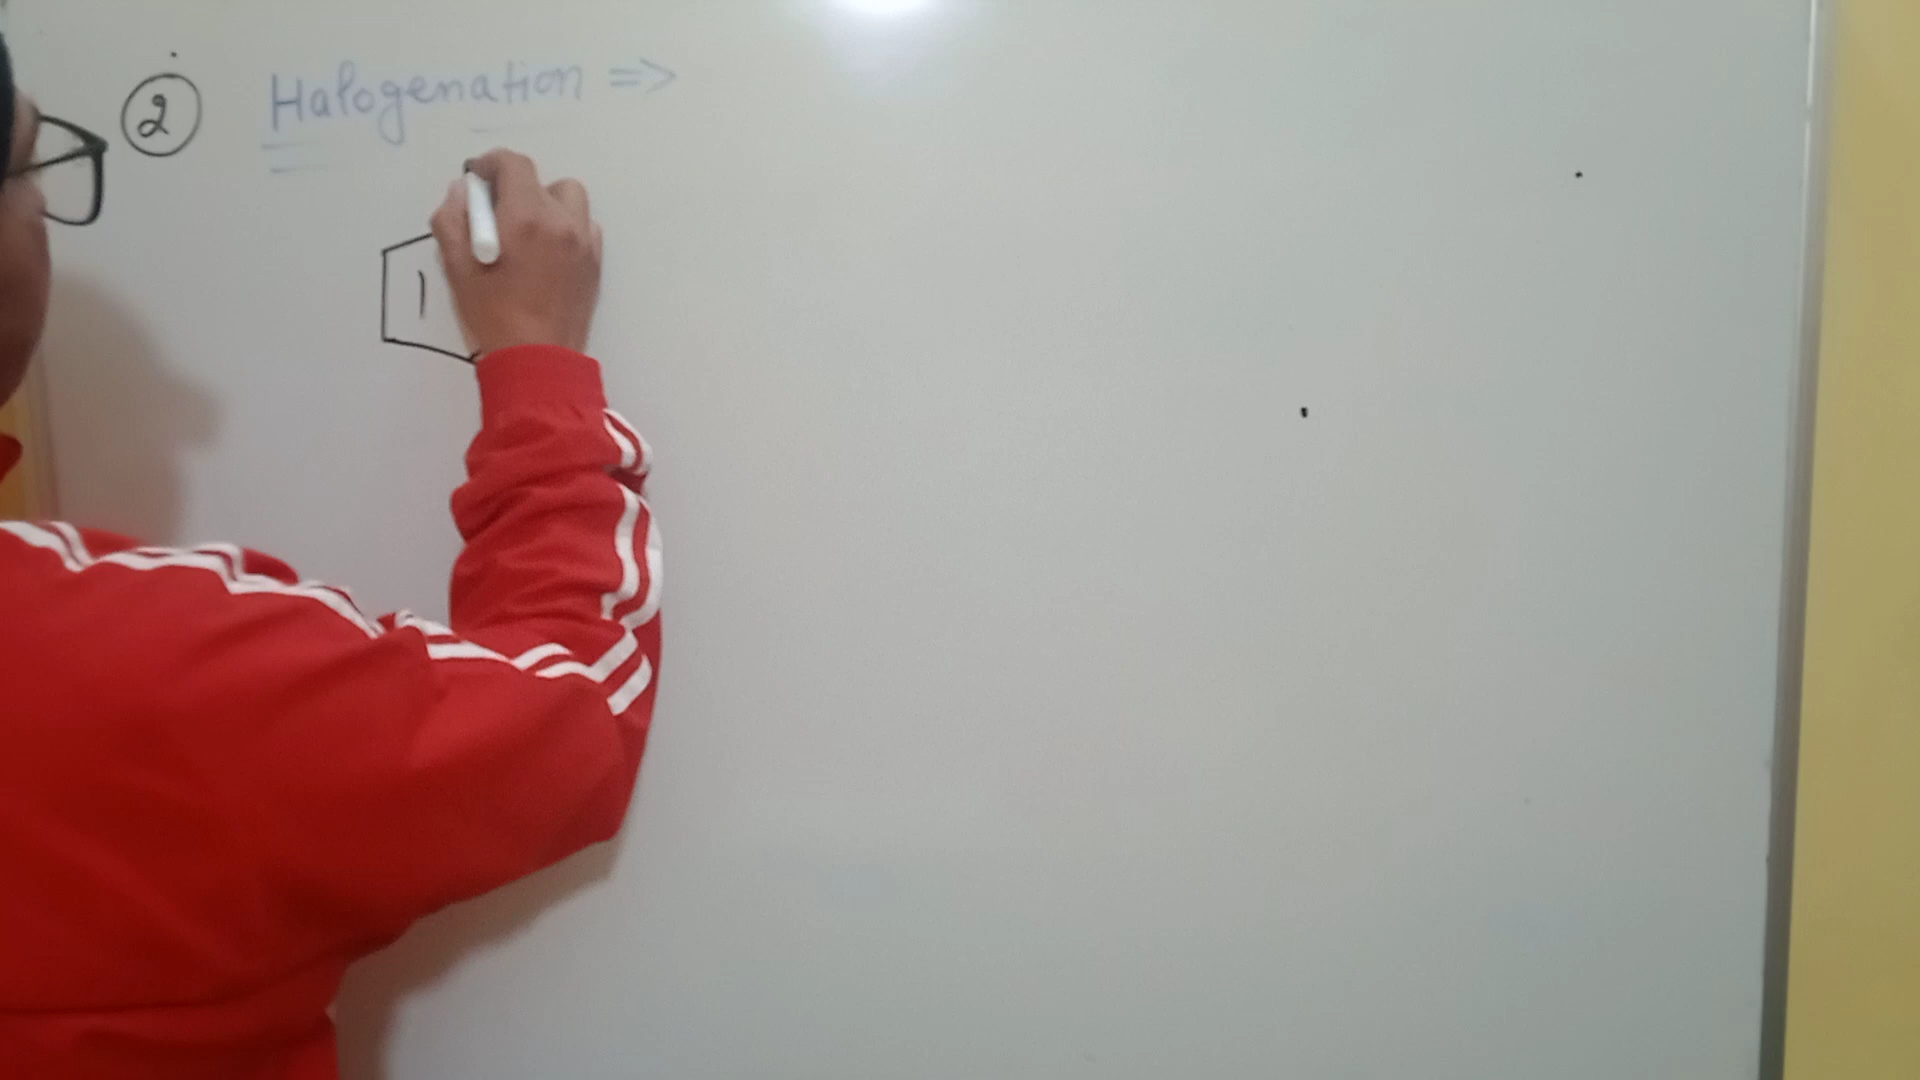 ② Halogenation =>